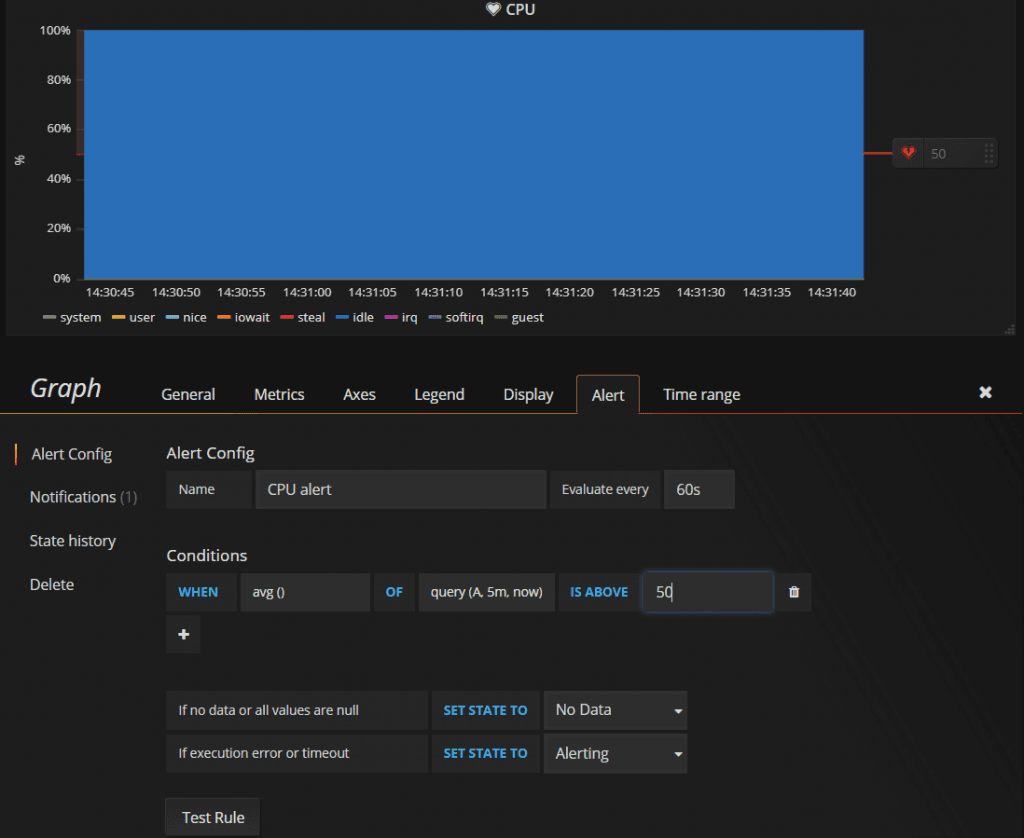 CPU
100%
80%
60%
40%
20%
0%
%
50
14:30:45 14:30:50 14:30:55 14:31:00 14:31:05 14:31:10 14:31:15 14:31:20 14:31:25 14:31:30 14:31:35 14:31:40
system user nice iowait steal idle irq softirq guest
Graph General Metrics Axes Legend Display Alert Time range
Alert Config
Notifications (1)
State history
Delete
Alert Config
Name CPU alert Evaluate every 60s
Conditions
WHEN avg () OF query (A, 5m, now) IS ABOVE 50
If no data or all values are null SET STATE TO No Data
If execution error or timeout SET STATE TO Alerting
Test Rule